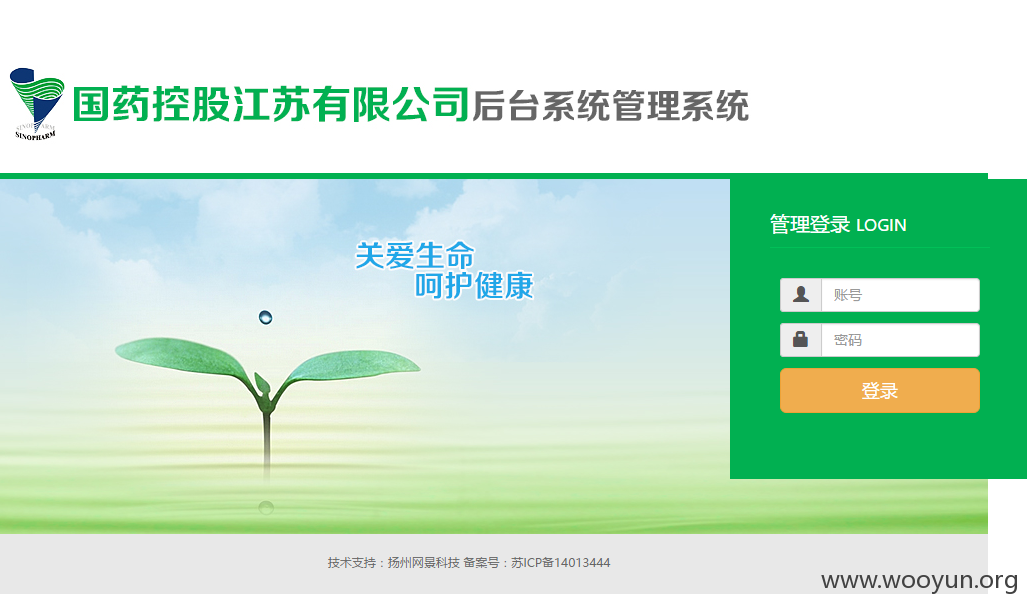 国药控股江苏有限公司后台系统管理系统
SINOPHARM
管理登录 LOGIN
关爱生命
呵护健康
账号
密码
登录
技术支持：扬州网景科技 备案号：苏ICP备14013444
www.wooyun.org